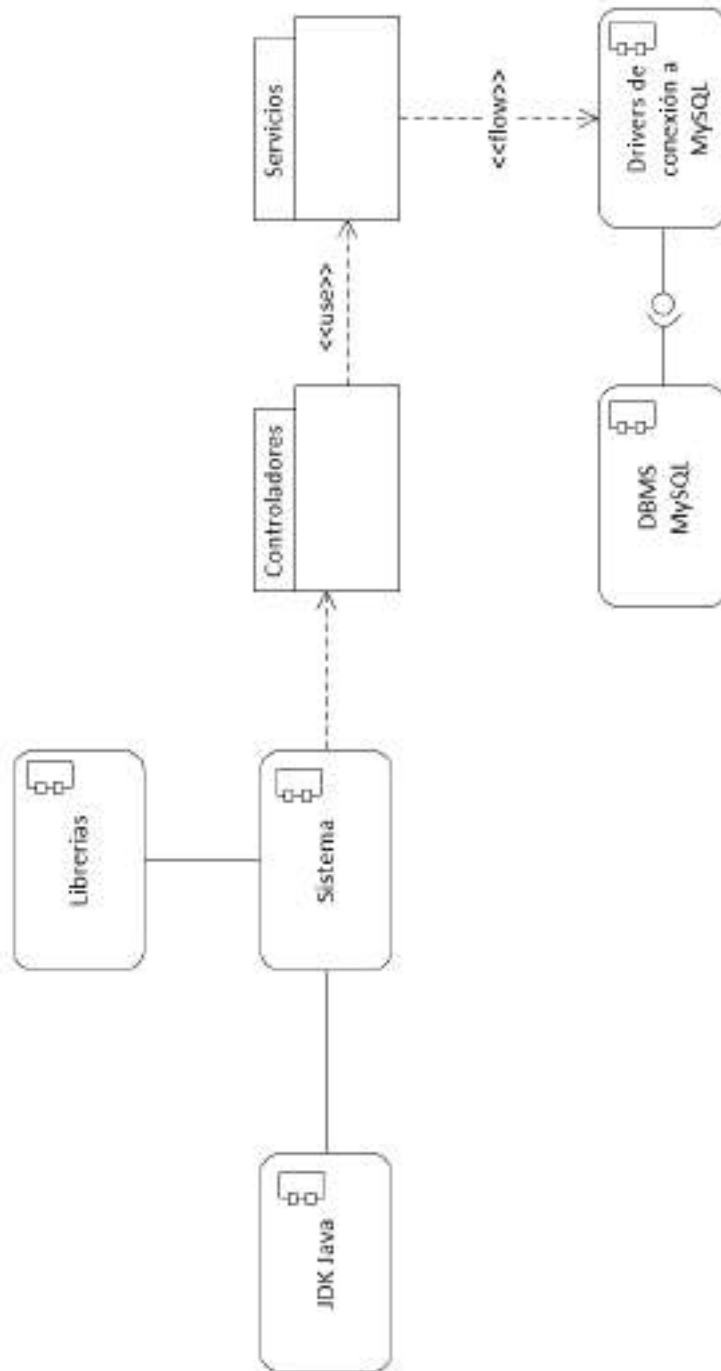 Librerias
JDK Java
Sistema
Controladores
<<use>>
Servicios
<<flow>>
DBMS
MySQL
Drivers de
conexión a
MySQL